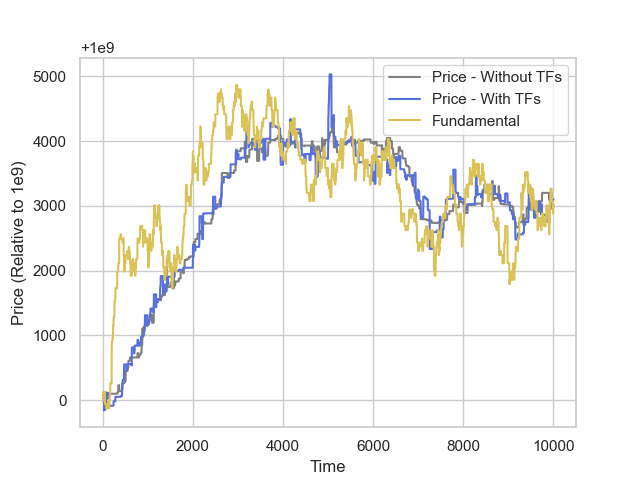 +1e9
Price - Without TFs
Price - With TFs
Fundamental
5000
4000
3000
2000
1000
0
Price (Relative to 1e9)
0 2000 4000 6000 8000 10000
Time